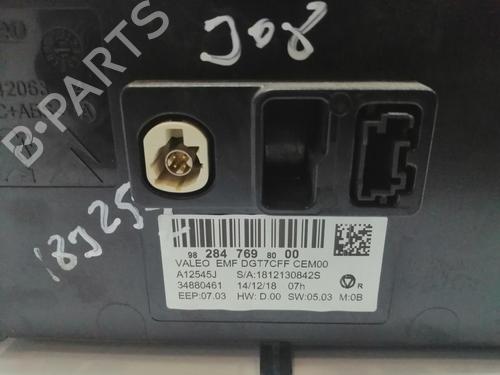 J08
C+AB
B-PARTS
98 284 769 80 00
VALEO EMF DGT7CFF CEM00
A12545J S/A:1812130842S
34880461 14/12/18 07h
EEP:07.03 HW: D.00 SW:05.03 M:0B
R